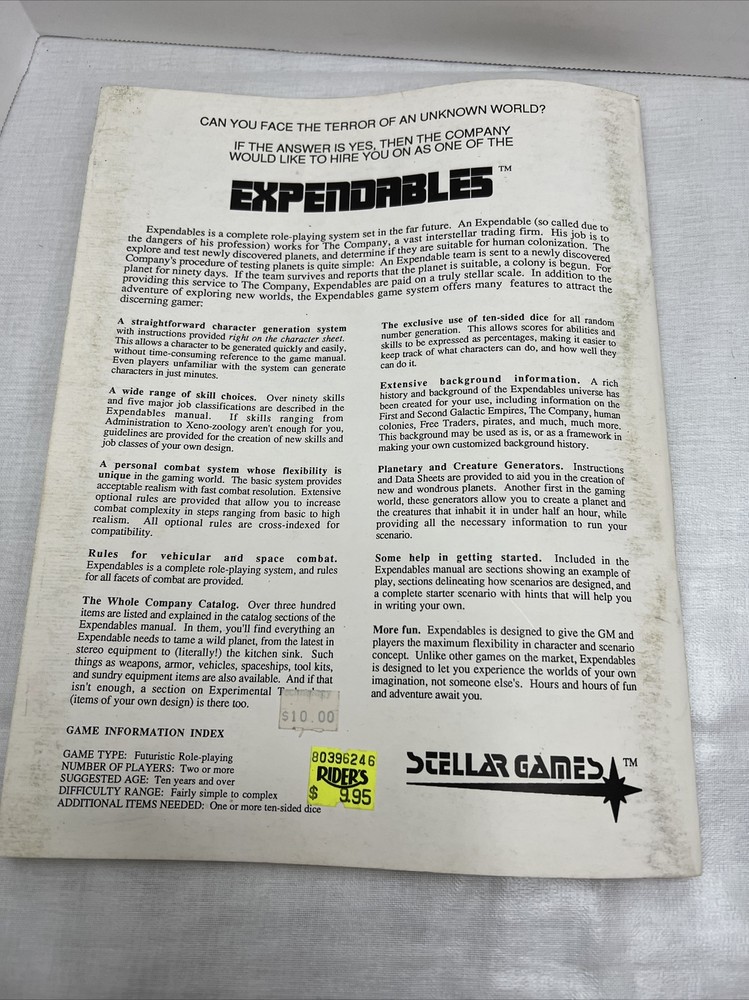 CAN YOU FACE THE TERROR OF AN UNKNOWN WORLD?
IF THE ANSWER IS YES, THEN THE COMPANY
WOULD LIKE TO HIRE YOU ON AS ONE OF THE
EXPENDABLES™
Expendables is a complete role-playing system set in the far future. An Expendable (so called due to
the dangers of his profession) works for The Company, a vast interstellar trading firm. His job is to
explore and test newly discovered planets, and determine if they are suitable for human colonization. The
Company's procedure of testing planets is quite simple: An Expendable team is sent to a newly discovered
planet for ninety days. If the team survives and reports that the planet is suitable, a colony is begun. For
providing this service to The Company, Expendables are paid on a truly stellar scale. In addition to the
adventure of exploring new worlds, the Expendables game system offers many features to attract the
discerning gamer:
A straightforward character generation system
with instructions provided right on the character sheet.
This allows a character to be generated quickly and easily,
without time-consuming reference to the game manual.
Even players unfamiliar with the system can generate
characters in just minutes.
A wide range of skill choices. Over ninety skills
and five major job classifications are described in the
Expendables manual. If skills ranging from
Administration to Xeno-zoology aren't enough for you,
guidelines are provided for the creation of new skills and
job classes of your own design.
A personal combat system whose flexibility is
unique in the gaming world. The basic system provides
acceptable realism with fast combat resolution. Extensive
optional rules are provided that allow you to increase
combat complexity in steps ranging from basic to high
realism. All optional rules are cross-indexed for
compatibility.
Rules for vehicular and space combat.
Expendables is a complete role-playing system, and rules
for all facets of combat are provided.
The Whole Company Catalog. Over three hundred
items are listed and explained in the catalog sections of the
Expendables manual. In them, you'll find everything an
Expendable needs to tame a wild planet, from the latest in
stereo equipment to (literally!) the kitchen sink. Such
things as weapons, armor, vehicles, spaceships, tool kits,
and sundry equipment items are also available. And if that
isn't enough, a section on Experimental
(items of your own design) is there too.
The exclusive use of ten-sided dice for all random
number generation. This allows scores for abilities and
skills to be expressed as percentages, making it easier to
keep track of what characters can do, and how well they
can do it.
Extensive background information. A rich
history and background of the Expendables universe has
been created for your use, including information on the
First and Second Galactic Empires, The Company, human
colonies, Free Traders, pirates, and much, much more.
This background may be used as is, or as a framework in
making your own customized background history.
Planetary and Creature Generators. Instructions
and Data Sheets are provided to aid you in the creation of
new and wondrous planets. Another first in the gaming
world, these generators allow you to create a planet and
the creatures that inhabit it in under half an hour, while
providing all the necessary information to run your
scenario.
Some help in getting started. Included in the
Expendables manual are sections showing an example of
play, sections delineating how scenarios are designed, and
a complete starter scenario with hints that will help you
in writing your own.
More fun. Expendables is designed to give the GM and
players the maximum flexibility in character and scenario
concept. Unlike other games on the market, Expendables
is designed to let you experience the worlds of your own
imagination, not someone else's. Hours and hours of fun
and adventure await you.
$10.00
GAME INFORMATION INDEX
GAME TYPE: Futuristic Role-playing
NUMBER OF PLAYERS: Two or more
SUGGESTED AGE: Ten years and over
DIFFICULTY RANGE: Fairly simple to complex
ADDITIONAL ITEMS NEEDED: One or more ten-sided dice
80396246
RIDER'S
$ 9.95
STELLAR GAMES™